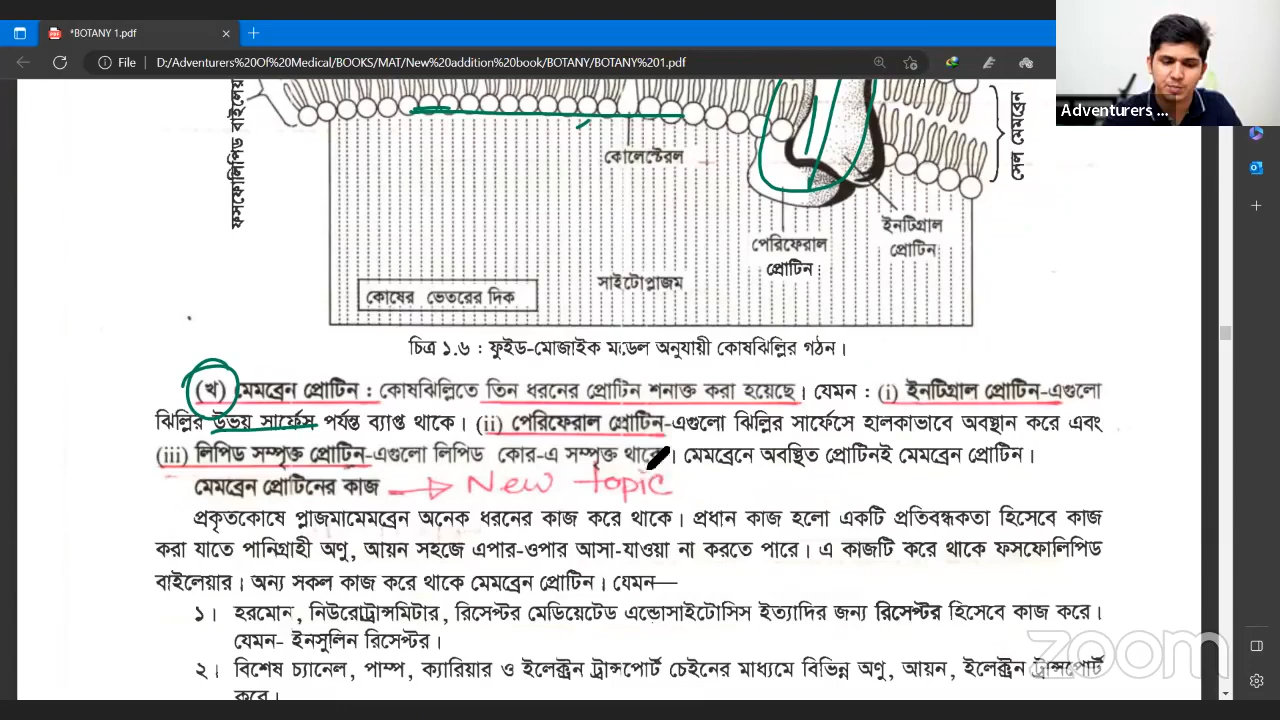 *BOTANY 1.pdf
File
D:/Adventurers%20Of%20Medical/BOOKS/MAT/New%20addition%20book/BOTANY/BOTANY%201.pdf
Adventurers ...
ফসফোলিপিড বাইলেয়
কোলেস্টেরল
সেল মেমব্রেন
ইনটিগ্রাল
প্রোটিন
পেরিফেরাল
প্রোটিন
সাইটোপ্লাজম
কোষের ভেতরের দিক
চিত্র ১.৬ : ফ্লুইড-মোজাইক মডেল অনুযায়ী কোষঝিল্লির গঠন।
(খ) মেমব্রেন প্রোটিন : কোষঝিল্লিতে তিন ধরনের প্রোটিন শনাক্ত করা হয়েছে। যেমন : (i) ইনটিগ্রাল প্রোটিন-এগুলো
ঝিল্লির উভয় সার্ফেস পর্যন্ত ব্যাপ্ত থাকে। (ii) পেরিফেরাল প্রোটিন-এগুলো ঝিল্লির সার্ফেসে হালকাভাবে অবস্থান করে এবং
(iii) লিপিড সম্পৃক্ত প্রোটিন-এগুলো লিপিড কোর-এ সম্পৃক্ত থাকে। মেমব্রেনে অবস্থিত প্রোটিনই মেমব্রেন প্রোটিন।
মেমব্রেন প্রোটিনের কাজ → New topic
প্রকৃতকোষে প্লাজমামেমব্রেন অনেক ধরনের কাজ করে থাকে। প্রধান কাজ হলো একটি প্রতিবন্ধকতা হিসেবে কাজ
করা যাতে পানিগ্রাহী অণু, আয়ন সহজে এপার-ওপার আসা-যাওয়া না করতে পারে। এ কাজটি করে থাকে ফসফোলিপিড
বাইলেয়ার। অন্য সকল কাজ করে থাকে মেমব্রেন প্রোটিন। যেমন—
১। হরমোন, নিউরোট্রান্সমিটার, রিসেপ্টর মেডিয়েটেড এন্ডোসাইটোসিস ইত্যাদির জন্য রিসেপ্টর হিসেবে কাজ করে।
যেমন- ইনসুলিন রিসেপ্টর।
২। বিশেষ চ্যানেল, পাম্প, ক্যারিয়ার ও ইলেক্ট্রন ট্রান্সপোর্ট চেইনের মাধ্যমে বিভিন্ন অণু, আয়ন, ইলেক্ট্রন ট্রান্সপোর্ট
করে।
zoom